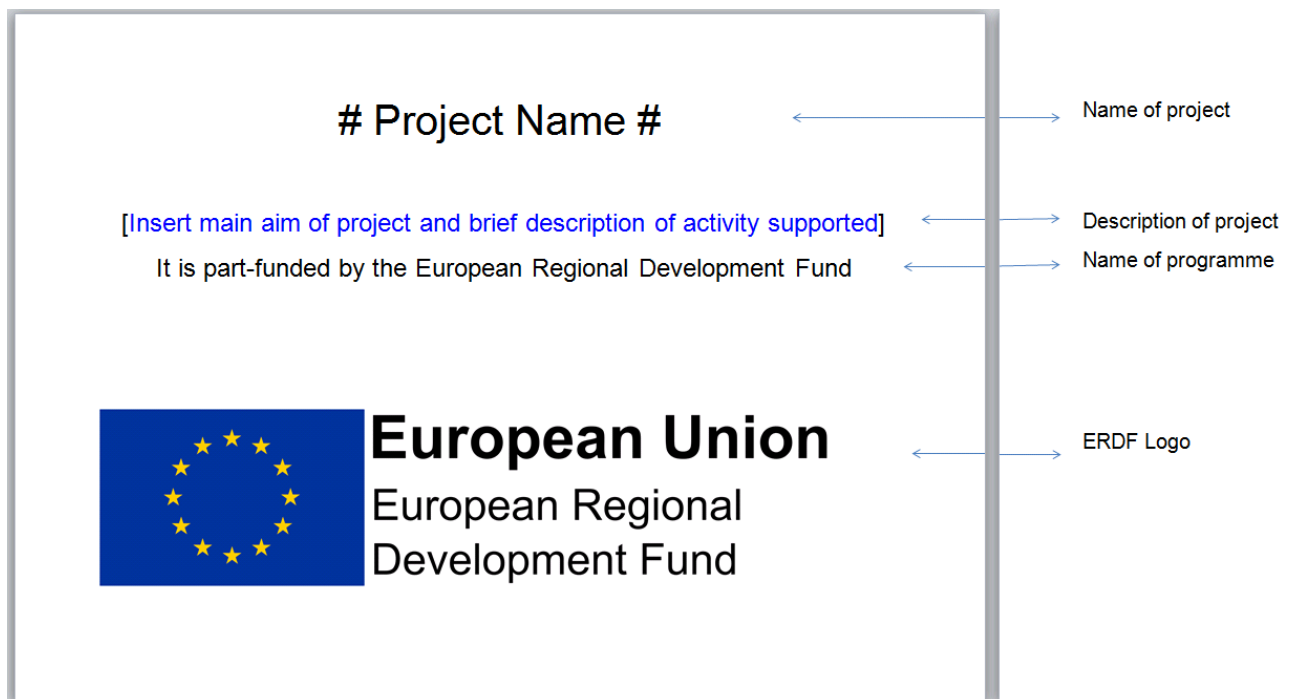 # Project Name #
Name of project
[Insert main aim of project and brief description of activity supported]
Description of project
It is part-funded by the European Regional Development Fund
Name of programme
European Union
European Regional
Development Fund
ERDF Logo